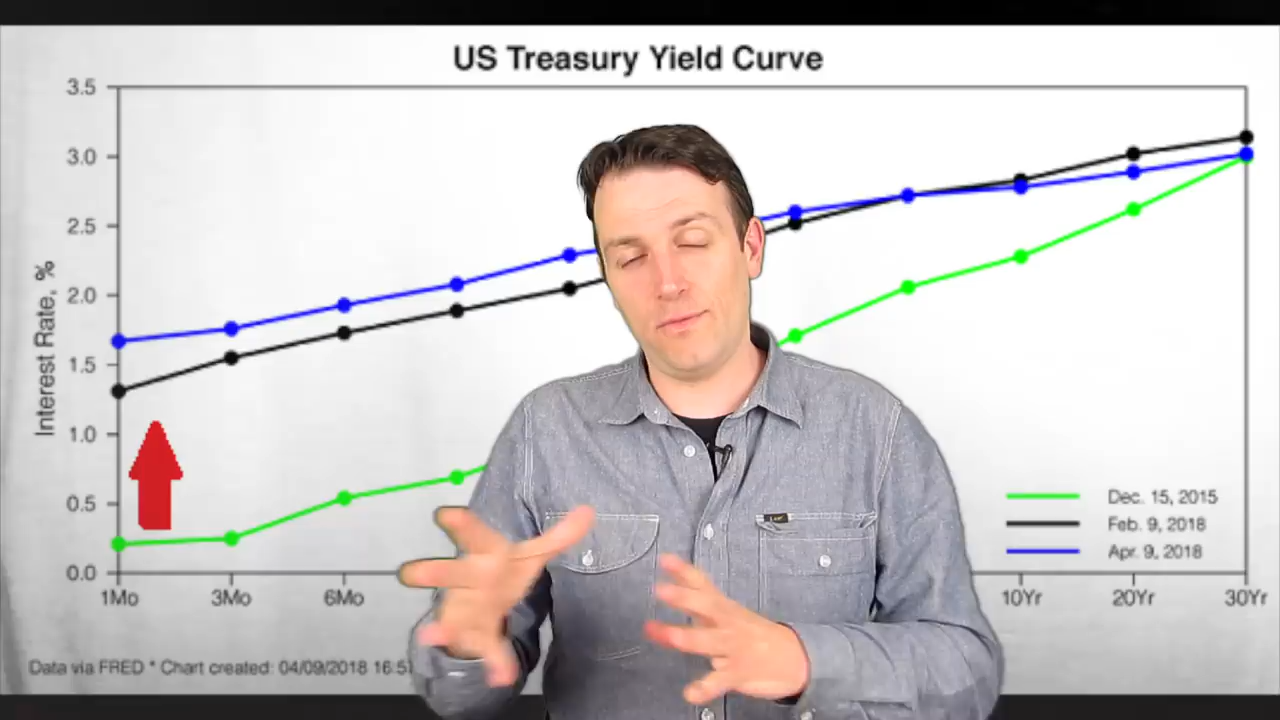 US Treasury Yield Curve
3.5
3.0
2.5
2.0
1.5
1.0
0.5
0.0
Interest Rate, %
1Mo
3Mo
6Mo
10Yr
20Yr
30Yr
Dec. 15, 2015
Feb. 9, 2018
Apr. 9, 2018
Data via FRED * Chart created: 04/09/2018